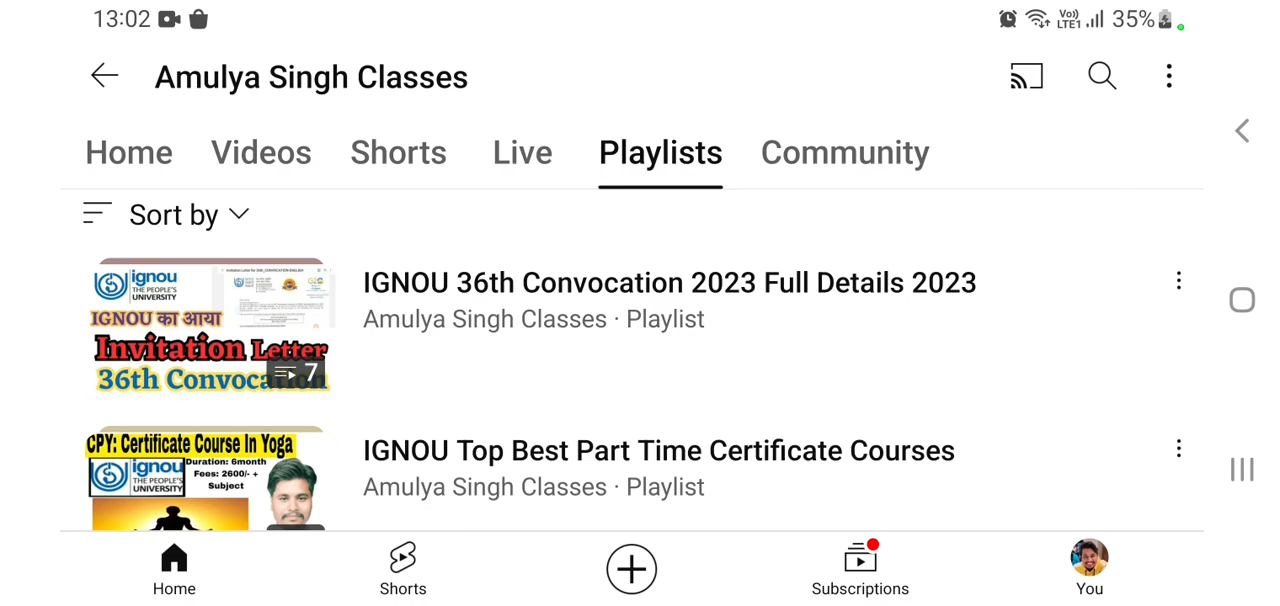 13:02
Vo)) LTE1 35%
Amulya Singh Classes
Home Videos Shorts Live Playlists Community
Sort by
ignou
THE PEOPLE'S
UNIVERSITY
IGNOU का आया
Invitation Letter
36th Convocation
7
IGNOU 36th Convocation 2023 Full Details 2023
Amulya Singh Classes · Playlist
CPY: Certificate Course In Yoga
ignou
THE PEOPLE'S
UNIVERSITY
Duration: 6month
Fees: 2600/- +
Subject
IGNOU Top Best Part Time Certificate Courses
Amulya Singh Classes · Playlist
Home Shorts Subscriptions You